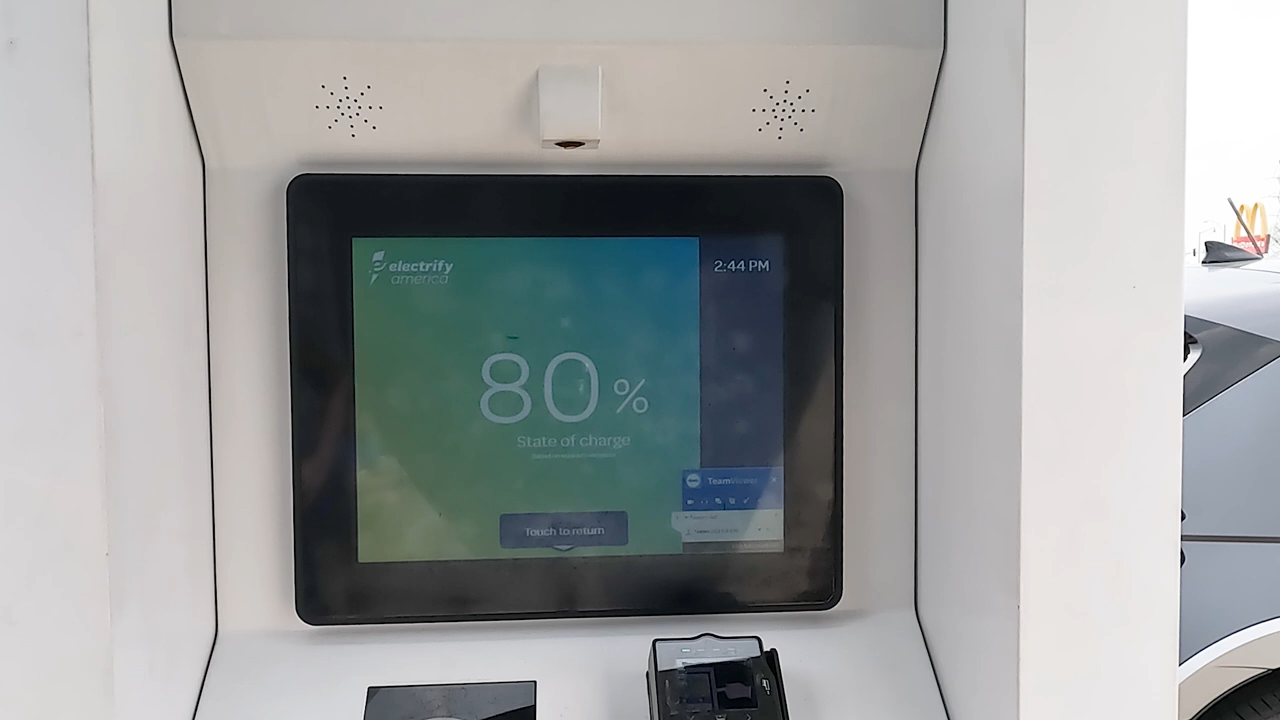 electrify
america
2:44 PM
80%
State of charge
TeamViewer
Touch to return